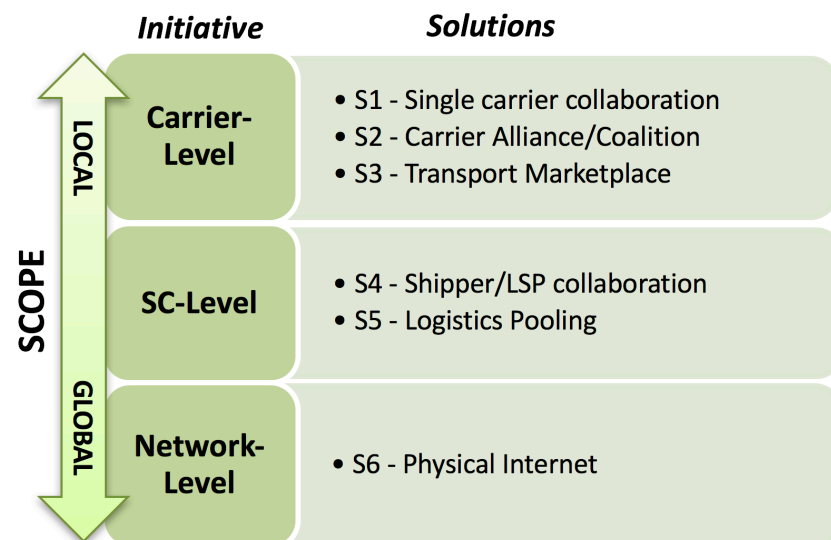 Initiative
Solutions
SCOPE
LOCAL
GLOBAL
Carrier-
Level
• S1 - Single carrier collaboration
• S2 - Carrier Alliance/Coalition
• S3 - Transport Marketplace
SC-Level
• S4 - Shipper/LSP collaboration
• S5 - Logistics Pooling
Network-
Level
• S6 - Physical Internet